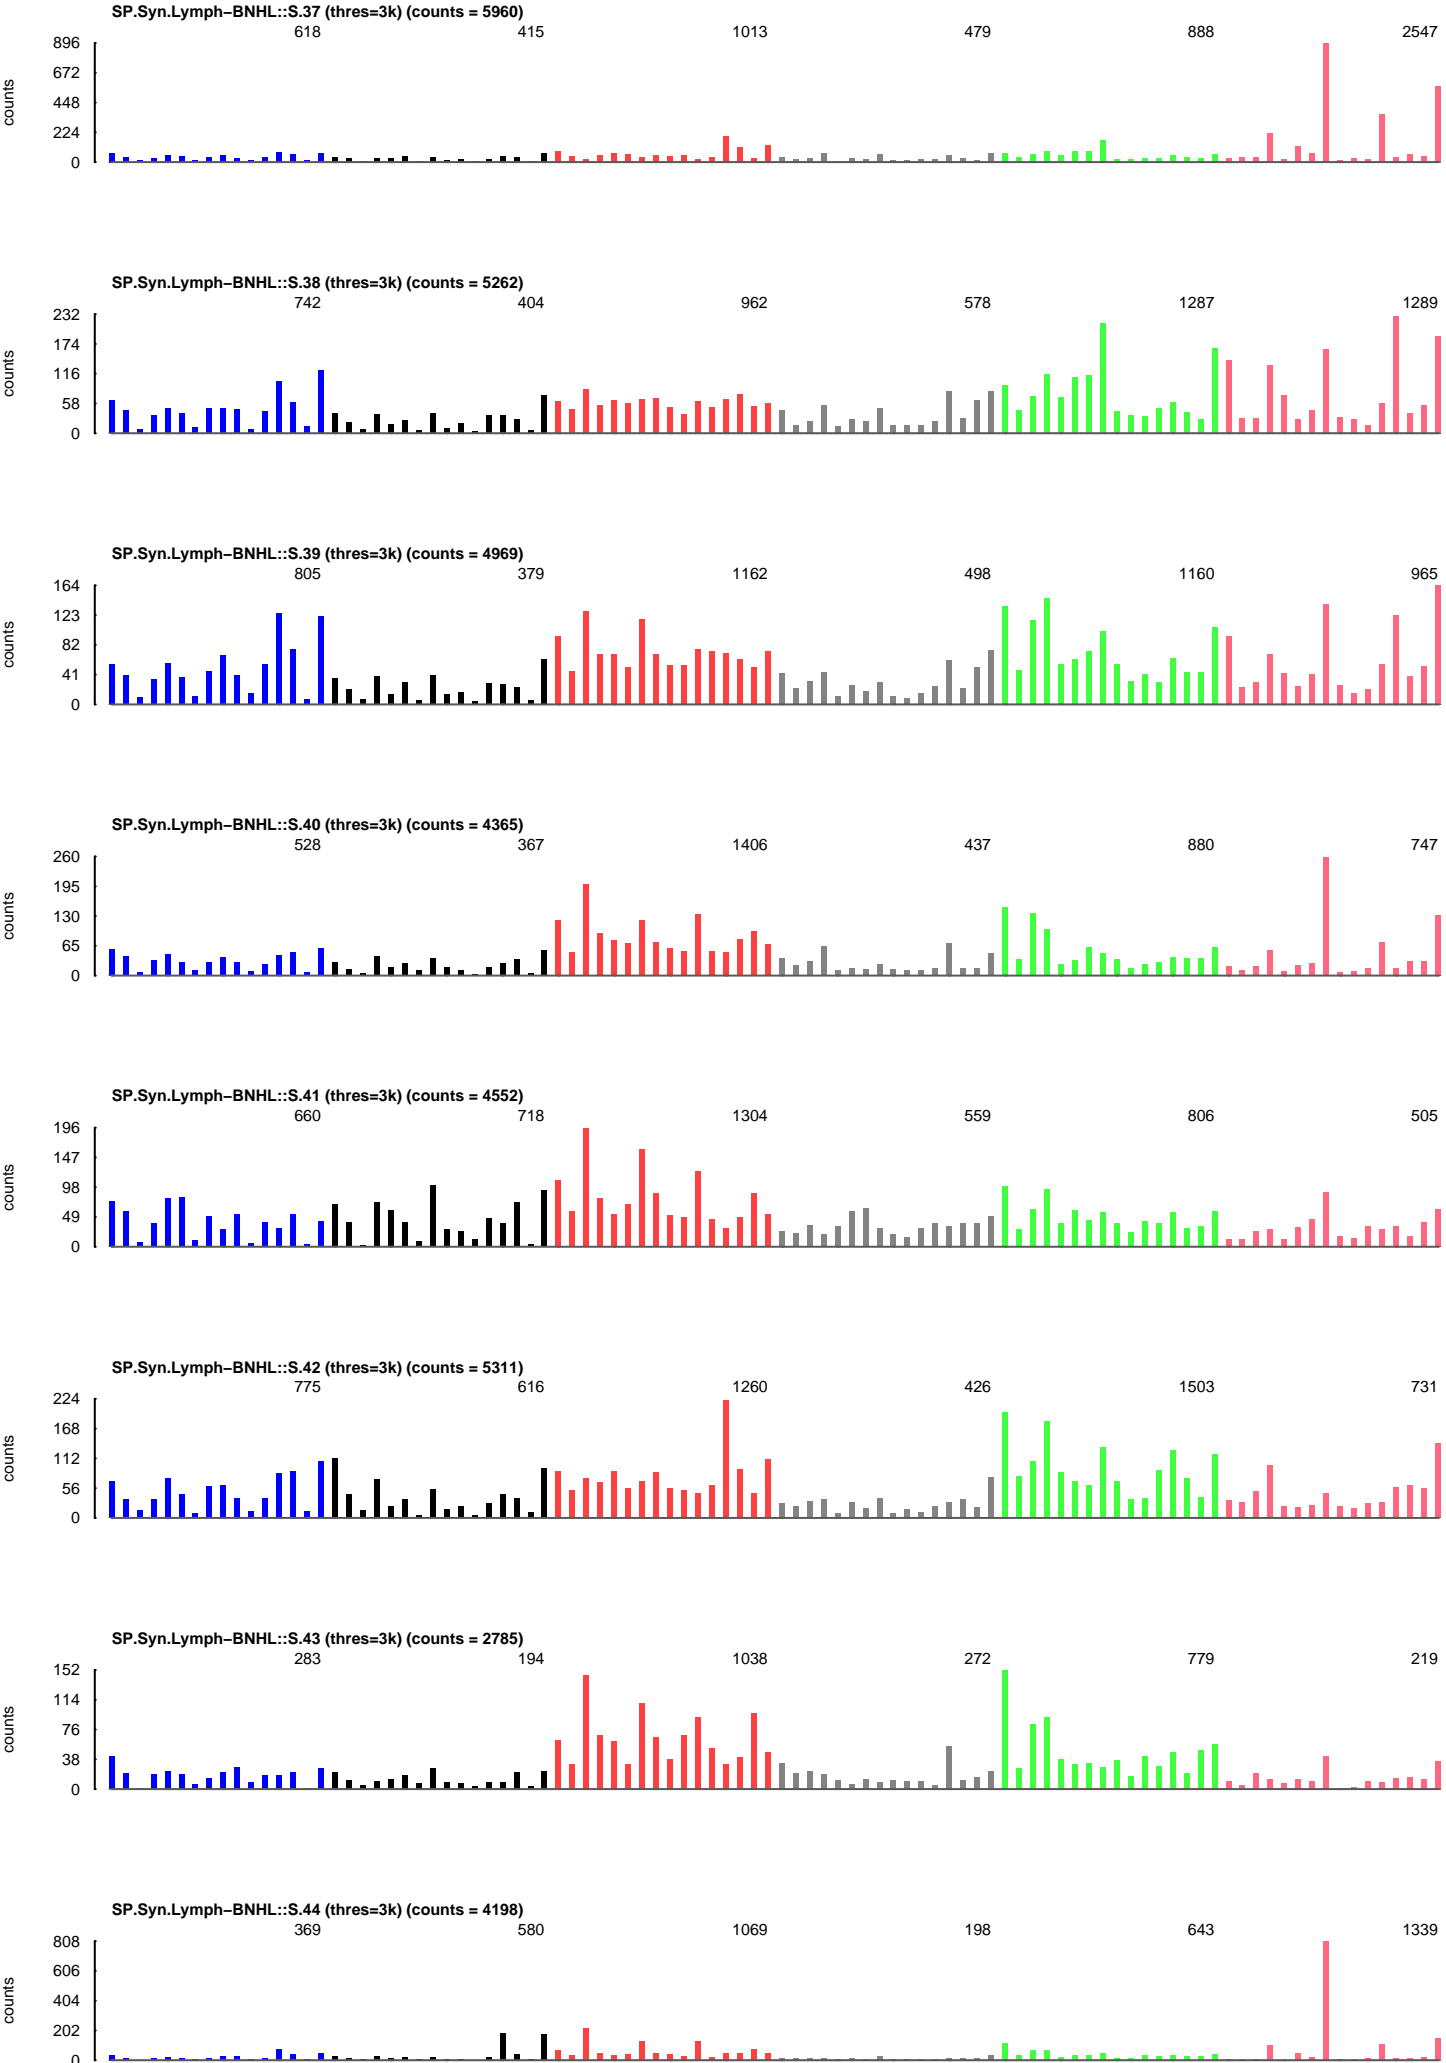 SP.Syn.Lymph−BNHL::S.37 (thres=3k) (counts = 5960)
618 415 1013 479 888 2547
896
672
448
224
0
counts
SP.Syn.Lymph−BNHL::S.38 (thres=3k) (counts = 5262)
742 404 962 578 1287 1289
232
174
116
58
0
counts
SP.Syn.Lymph−BNHL::S.39 (thres=3k) (counts = 4969)
805 379 1162 498 1160 965
164
123
82
41
0
counts
SP.Syn.Lymph−BNHL::S.40 (thres=3k) (counts = 4365)
528 367 1406 437 880 747
260
195
130
65
0
counts
SP.Syn.Lymph−BNHL::S.41 (thres=3k) (counts = 4552)
660 718 1304 559 806 505
196
147
98
49
0
counts
SP.Syn.Lymph−BNHL::S.42 (thres=3k) (counts = 5311)
775 616 1260 426 1503 731
224
168
112
56
0
counts
SP.Syn.Lymph−BNHL::S.43 (thres=3k) (counts = 2785)
283 194 1038 272 779 219
152
114
76
38
0
counts
SP.Syn.Lymph−BNHL::S.44 (thres=3k) (counts = 4198)
369 580 1069 198 643 1339
808
606
404
202
0
counts